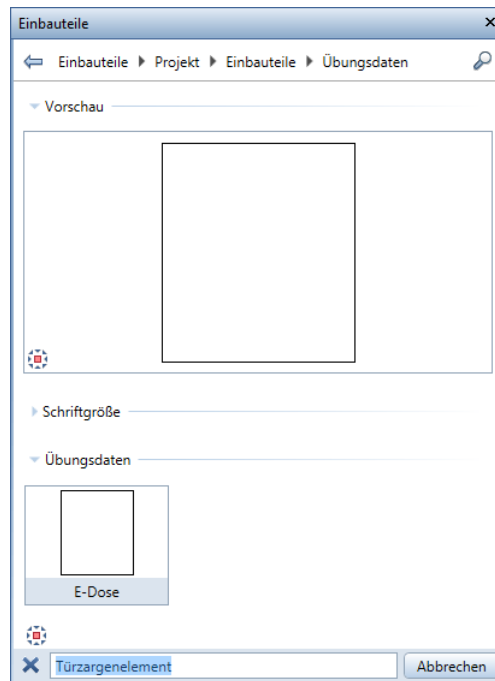 Einbauteile
Einbauteile Projekt Einbauteile Übungsdaten
Vorschau
Schriftgröße
Übungsdaten
E-Dose
Türzargenelement Abbrechen